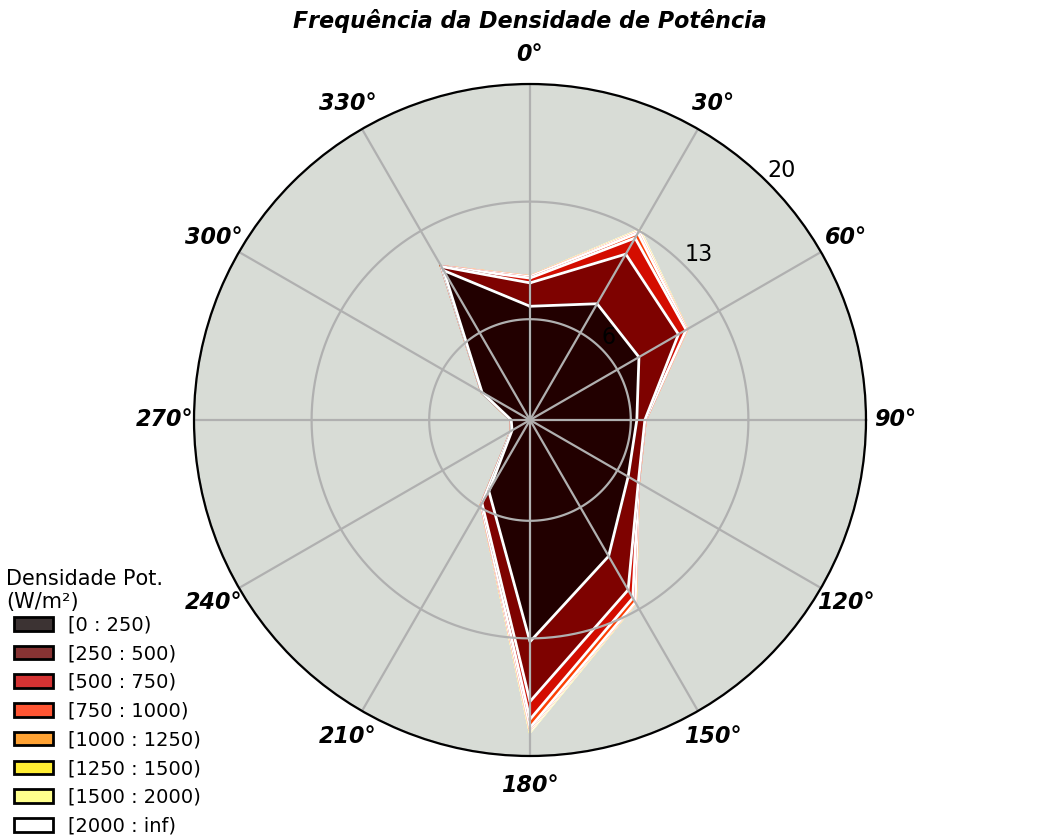 Frequência da Densidade de Potência
0°
330°
30°
20
300°
60°
13
6
270°
90°
240°
120°
210°
150°
180°
Densidade Pot.
(W/m²)
[0 : 250)
[250 : 500)
[500 : 750)
[750 : 1000)
[1000 : 1250)
[1250 : 1500)
[1500 : 2000)
[2000 : inf)